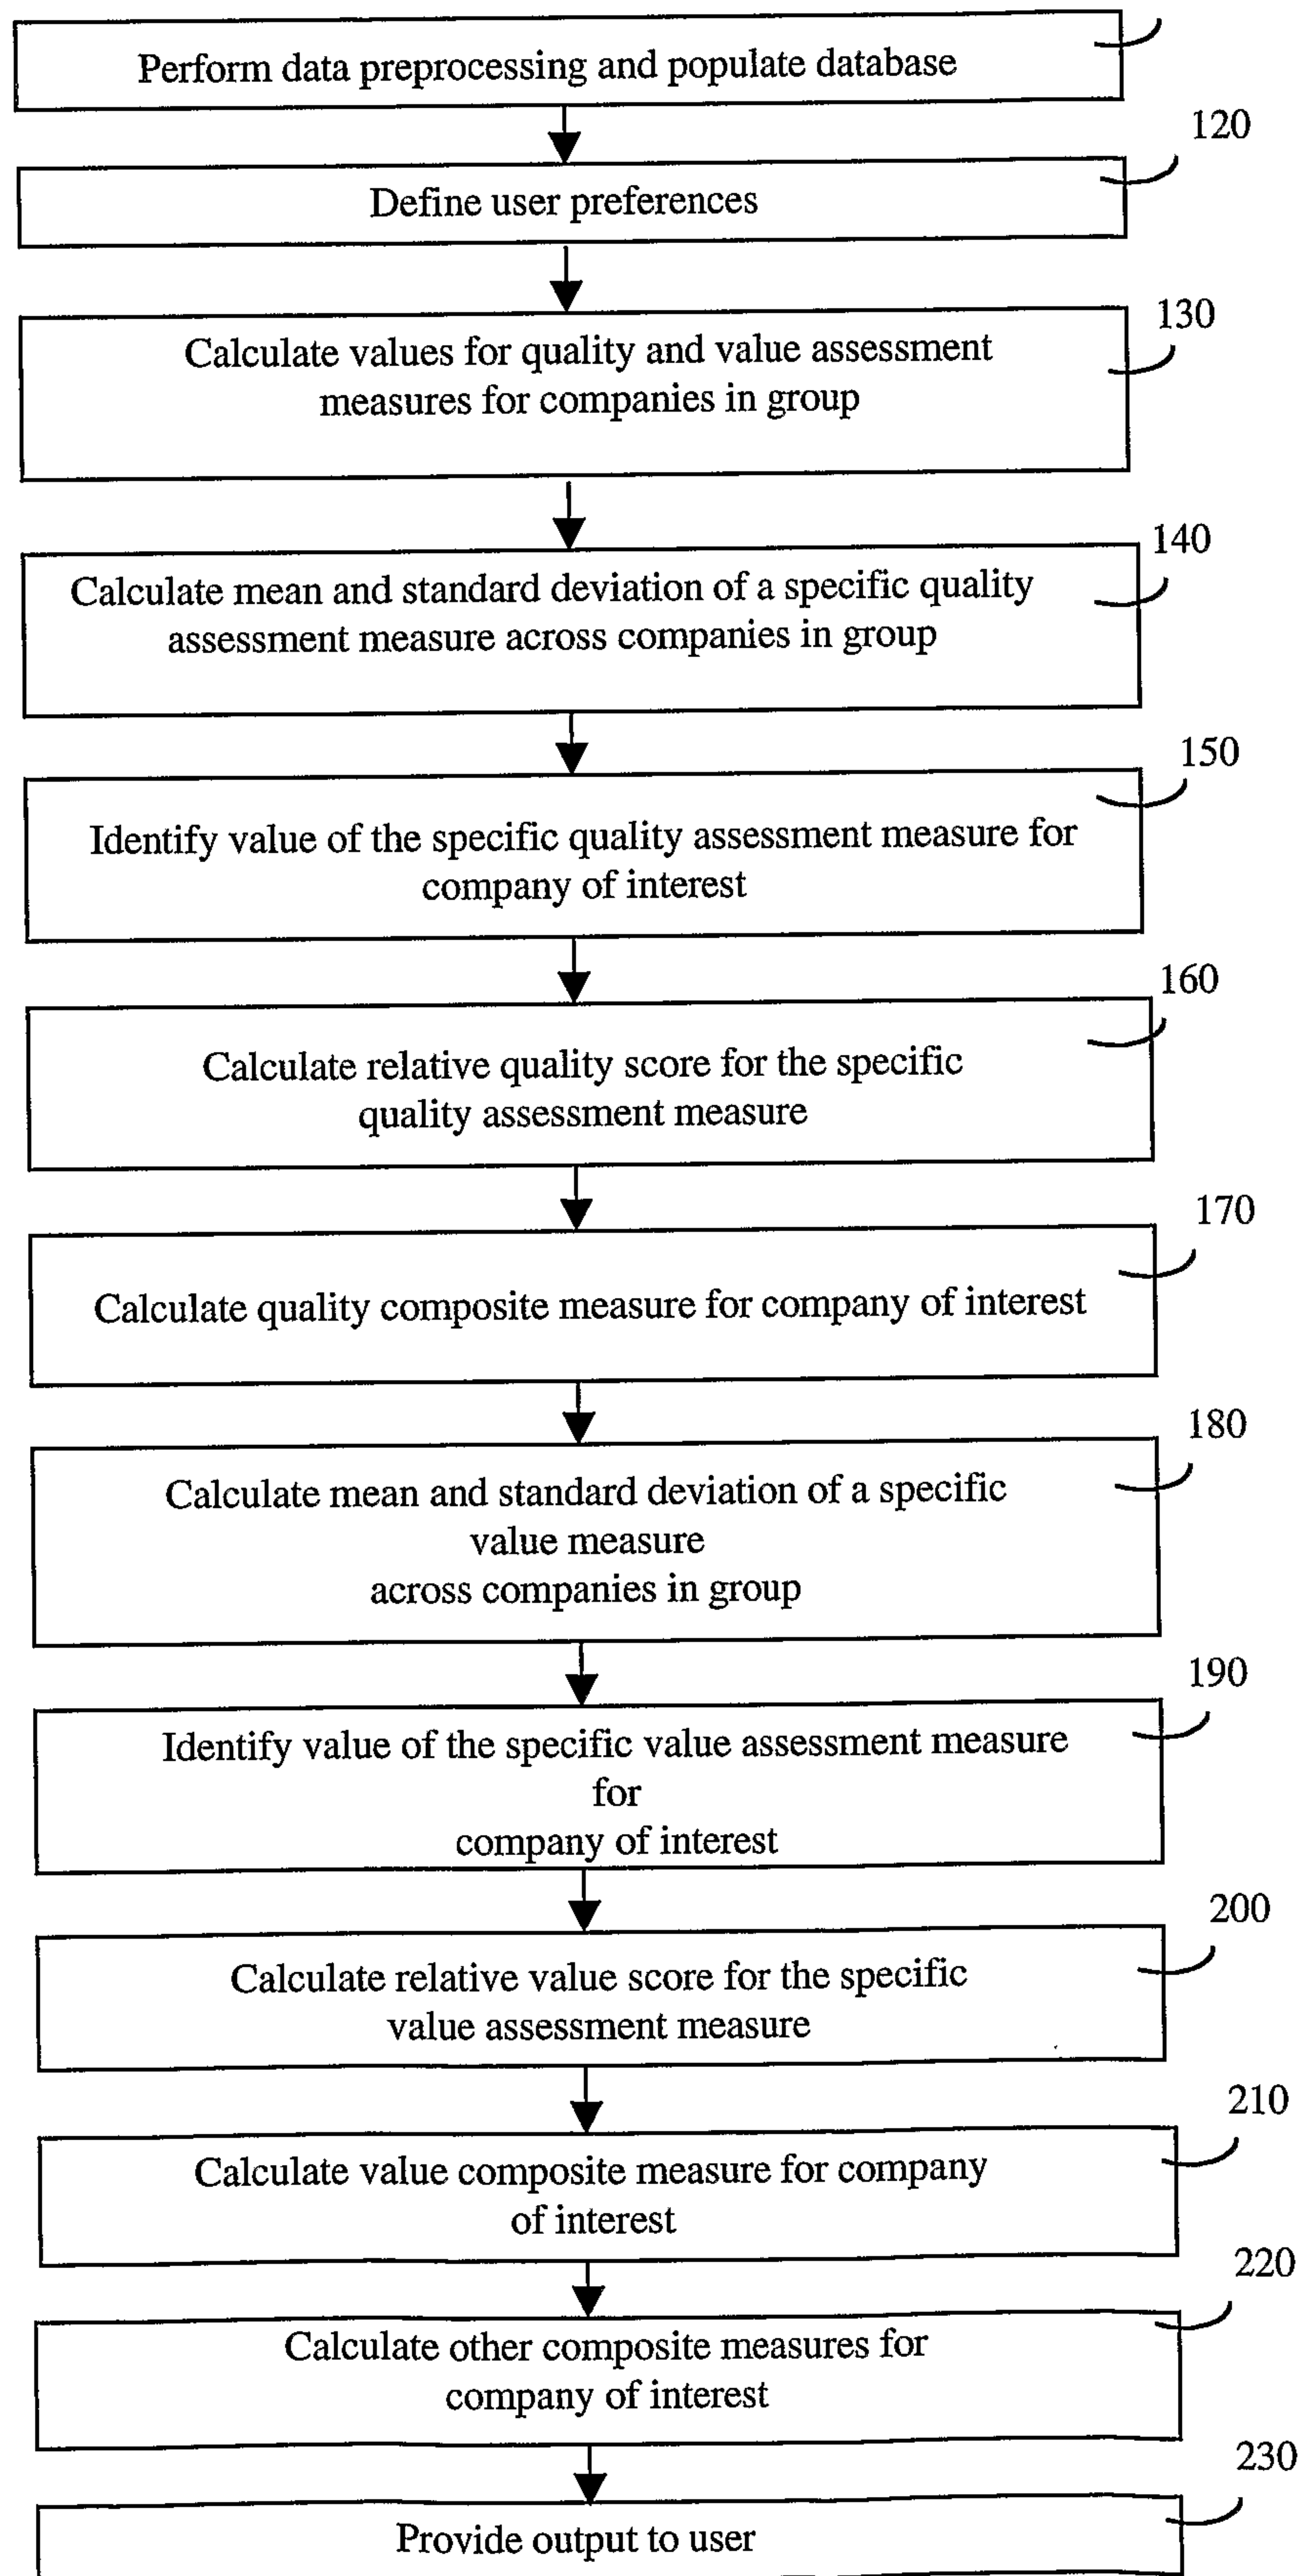 Perform data preprocessing and populate database
120
Define user preferences
130
Calculate values for quality and value assessment
measures for companies in group
140
Calculate mean and standard deviation of a specific quality
assessment measure across companies in group
150
Identify value of the specific quality assessment measure for
company of interest
160
Calculate relative quality score for the specific
quality assessment measure
170
Calculate quality composite measure for company of interest
180
Calculate mean and standard deviation of a specific
value measure
across companies in group
190
Identify value of the specific value assessment measure
for
company of interest
200
Calculate relative value score for the specific
value assessment measure
210
Calculate value composite measure for company
of interest
220
Calculate other composite measures for
company of interest
230
Provide output to user